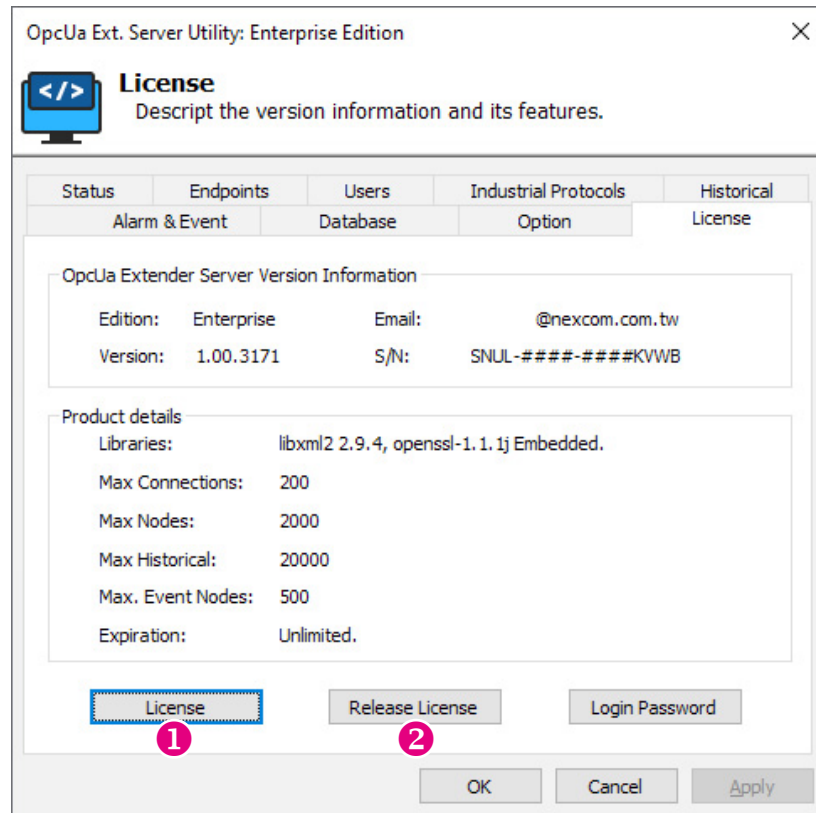 OpcUa Ext. Server Utility: Enterprise Edition
</>
License
Descript the version information and its features.
Status Endpoints Users Industrial Protocols Historical
Alarm & Event Database Option License
OpcUa Extender Server Version Information
Edition: Enterprise Email: @nexcom.com.tw
Version: 1.00.3171 S/N: SNUL-####-####KVWB
Product details
Libraries: libxml2 2.9.4, openssl-1.1.1j Embedded.
Max Connections: 200
Max Nodes: 2000
Max Historical: 20000
Max. Event Nodes: 500
Expiration: Unlimited.
License Release License Login Password
1 2
OK Cancel Apply